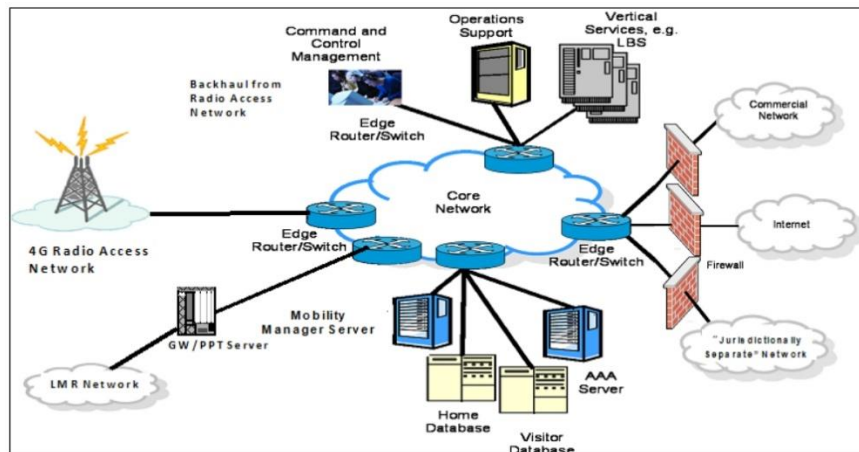 Command and
Control
Management
Operations
Support
Vertical
Services, e.g.
LBS
Backhaul from
Radio Access
Network
Edge
Router/Switch
Commercial
Network
Core
Network
4G Radio Access
Network
Edge
Router/Switch
Edge
Router/Switch
Internet
Firewall
Mobility
Manager Server
GW/PPT Server
"Jurisdictionally
Separate" Network
LMR Network
AAA
Server
Home
Database
Visitor
Database